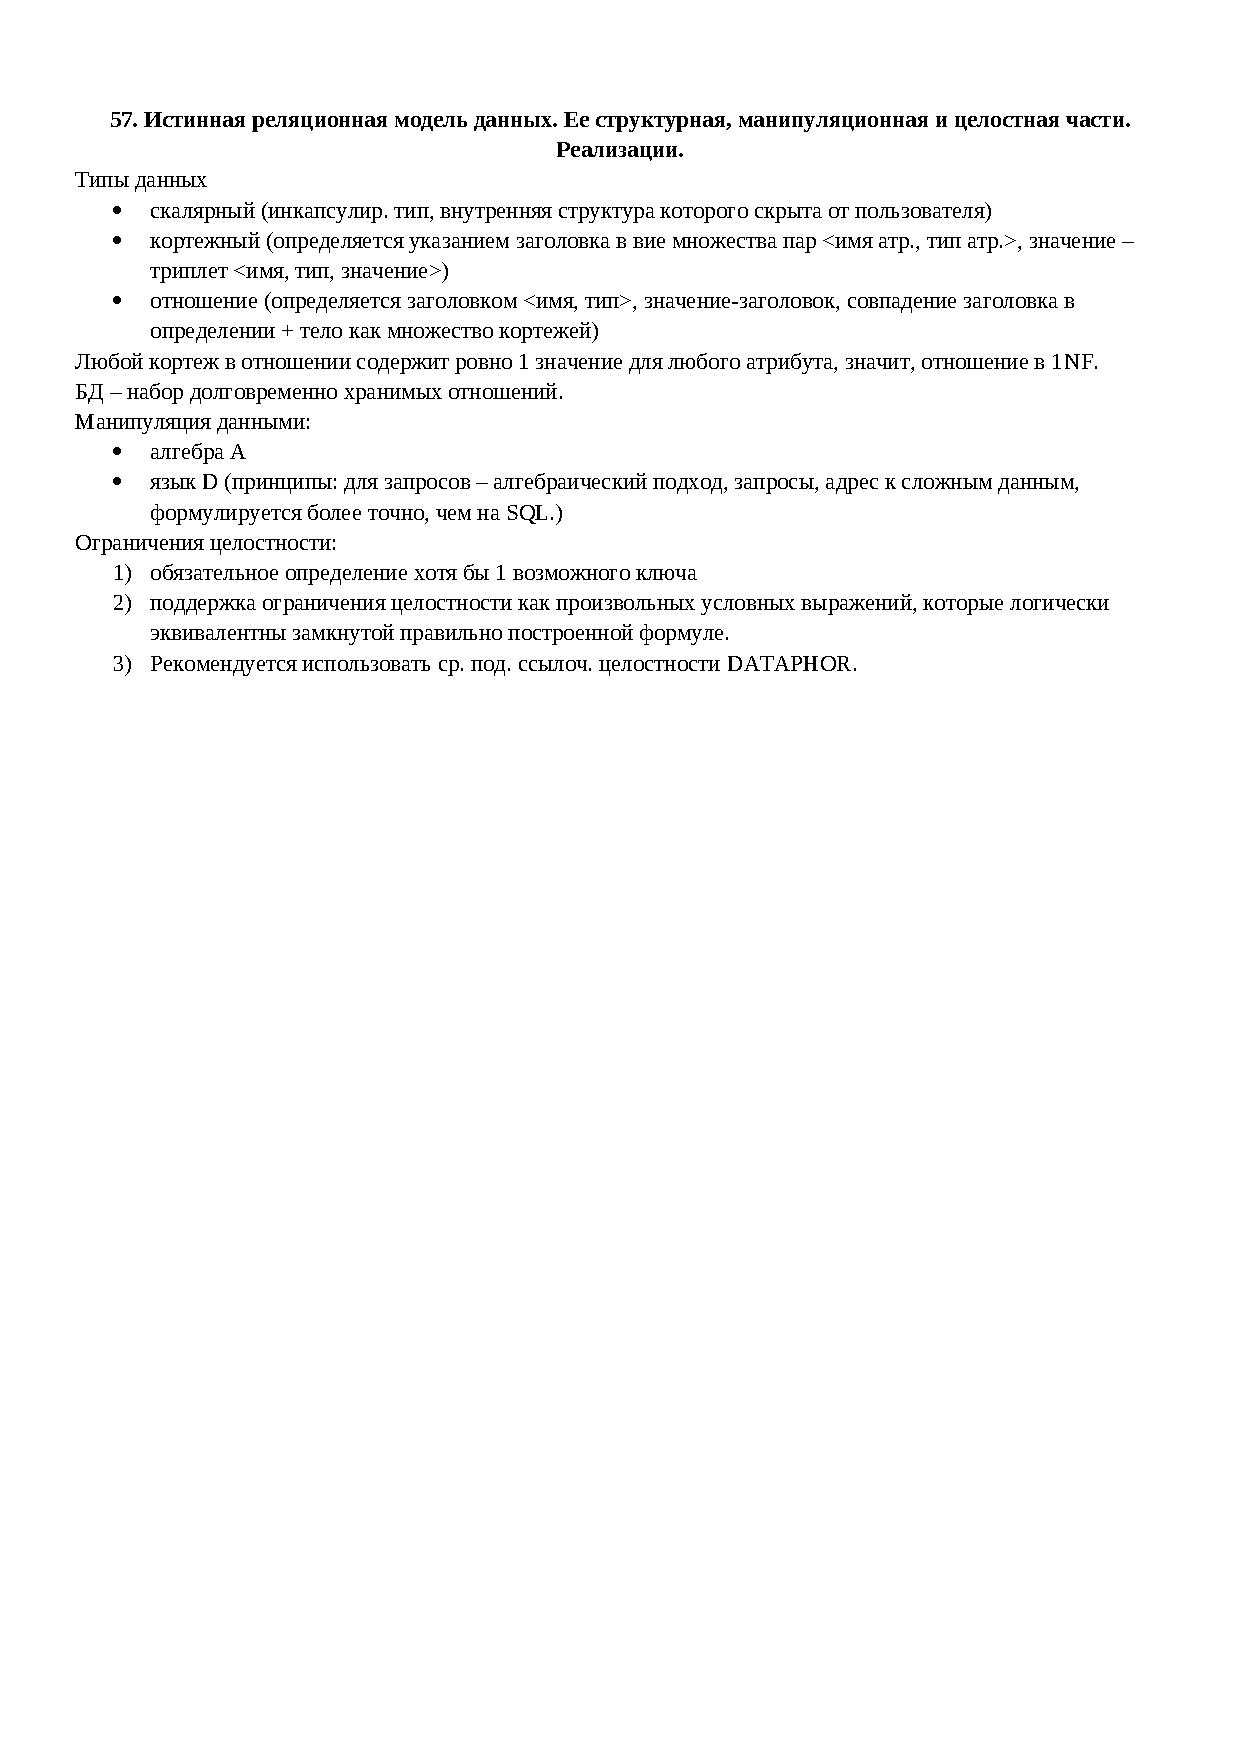 57. Истинная реляционная модель данных. Ее структурная, манипуляционная и целостная части.
Реализации.
Типы данных
• скалярный (инкапсулир. тип, внутренняя структура которого скрыта от пользователя)
• кортежный (определяется указанием заголовка в вие множества пар <имя атр., тип атр.>, значение –
триплет <имя, тип, значение>)
• отношение (определяется заголовком <имя, тип>, значение-заголовок, совпадение заголовка в
определении + тело как множество кортежей)
Любой кортеж в отношении содержит ровно 1 значение для любого атрибута, значит, отношение в 1NF.
БД – набор долговременно хранимых отношений.
Манипуляция данными:
• алгебра А
• язык D (принципы: для запросов – алгебраический подход, запросы, адрес к сложным данным,
формулируется более точно, чем на SQL.)
Ограничения целостности:
1) обязательное определение хотя бы 1 возможного ключа
2) поддержка ограничения целостности как произвольных условных выражений, которые логически
эквивалентны замкнутой правильно построенной формуле.
3) Рекомендуется использовать ср. под. ссылоч. целостности DATAPHOR.